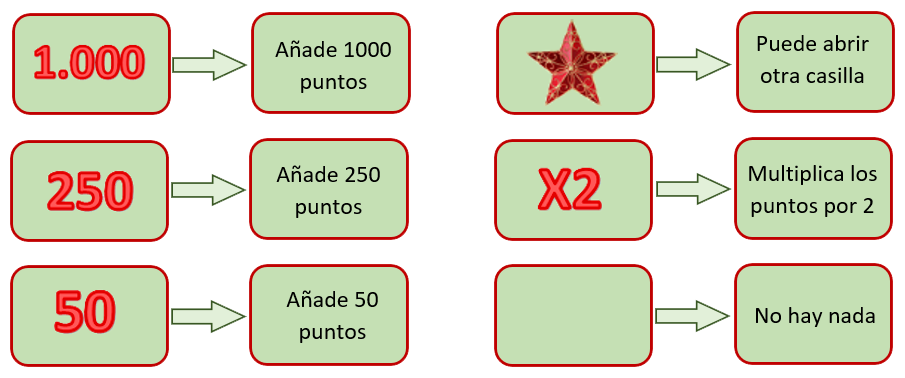 1.000
Añade 1000
puntos
Puede abrir
otra casilla
250
Añade 250
puntos
X2
Multiplica los
puntos por 2
50
Añade 50
puntos
No hay nada